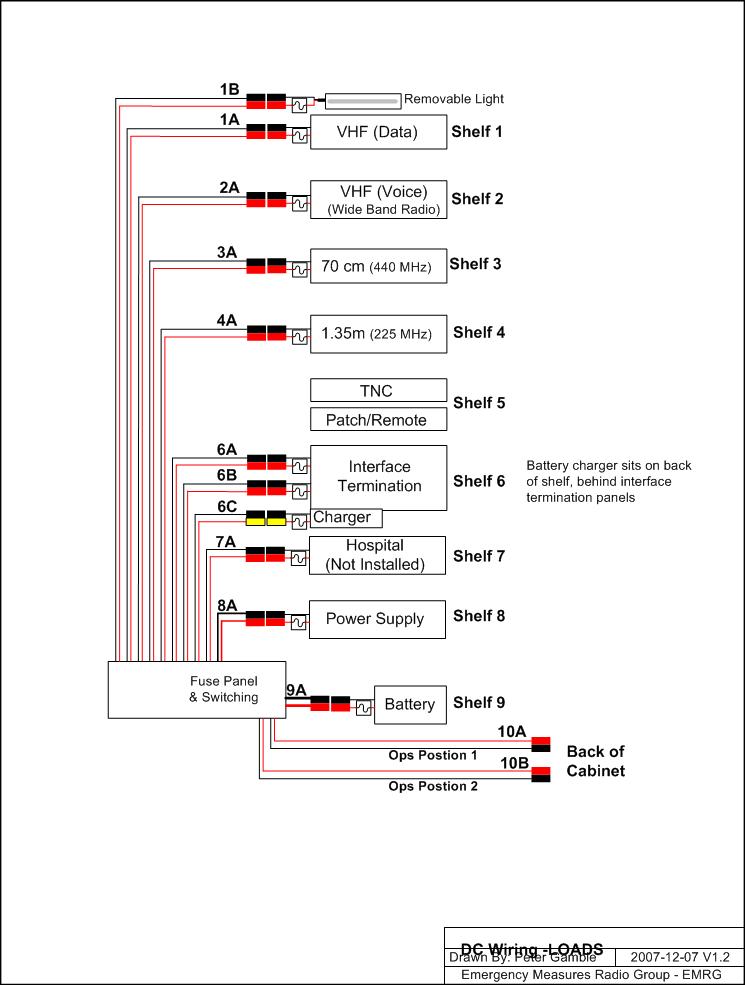 1B
Removable Light
1A
VHF (Data)
Shelf 1
2A
VHF (Voice)
(Wide Band Radio)
Shelf 2
3A
70 cm (440 MHz)
Shelf 3
4A
1.35m (225 MHz)
Shelf 4
TNC
Patch/Remote
Shelf 5
6A
6B
Interface
Termination
Shelf 6
Battery charger sits on back
of shelf, behind interface
termination panels
6C
Charger
7A
Hospital
(Not Installed)
Shelf 7
8A
Power Supply
Shelf 8
Fuse Panel
& Switching
9A
Battery
Shelf 9
10A
Ops Postion 1
10B
Ops Postion 2
Back of
Cabinet
DC Wiring -LOADS
Drawn By: Peter Gamble
2007-12-07 V1.2
Emergency Measures Radio Group - EMRG